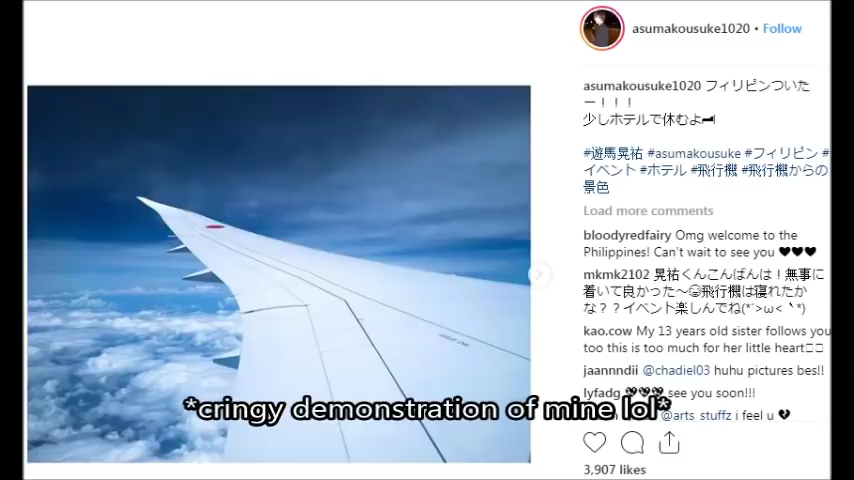 asumakousuke1020 • Follow
asumakousuke1020 フィリピンついた
ー！！！
少しホテルで休むよ🛏
#遊馬晃祐 #asumakousuke #フィリピン #
イベント #ホテル #飛行機 #飛行機からの
景色
Load more comments
bloodyredfairy Omg welcome to the
Philippines! Can't wait to see you ♥♥♥
mkmk2102 晃祐くんこんばんは！無事に
着いて良かった〜☺飛行機は寝れたか
な？？イベント楽しんでね(*´>ω<｀*)
kao.cow My 13 years old sister follows you
too this is too much for her little heart
jaannndii @chadiel03 huhu pictures bes!!
lyfadg 💖💖💖 see you soon!!!
@arts_stuffz i feel u 💔
*cringy demonstration of mine lol*
3,907 likes